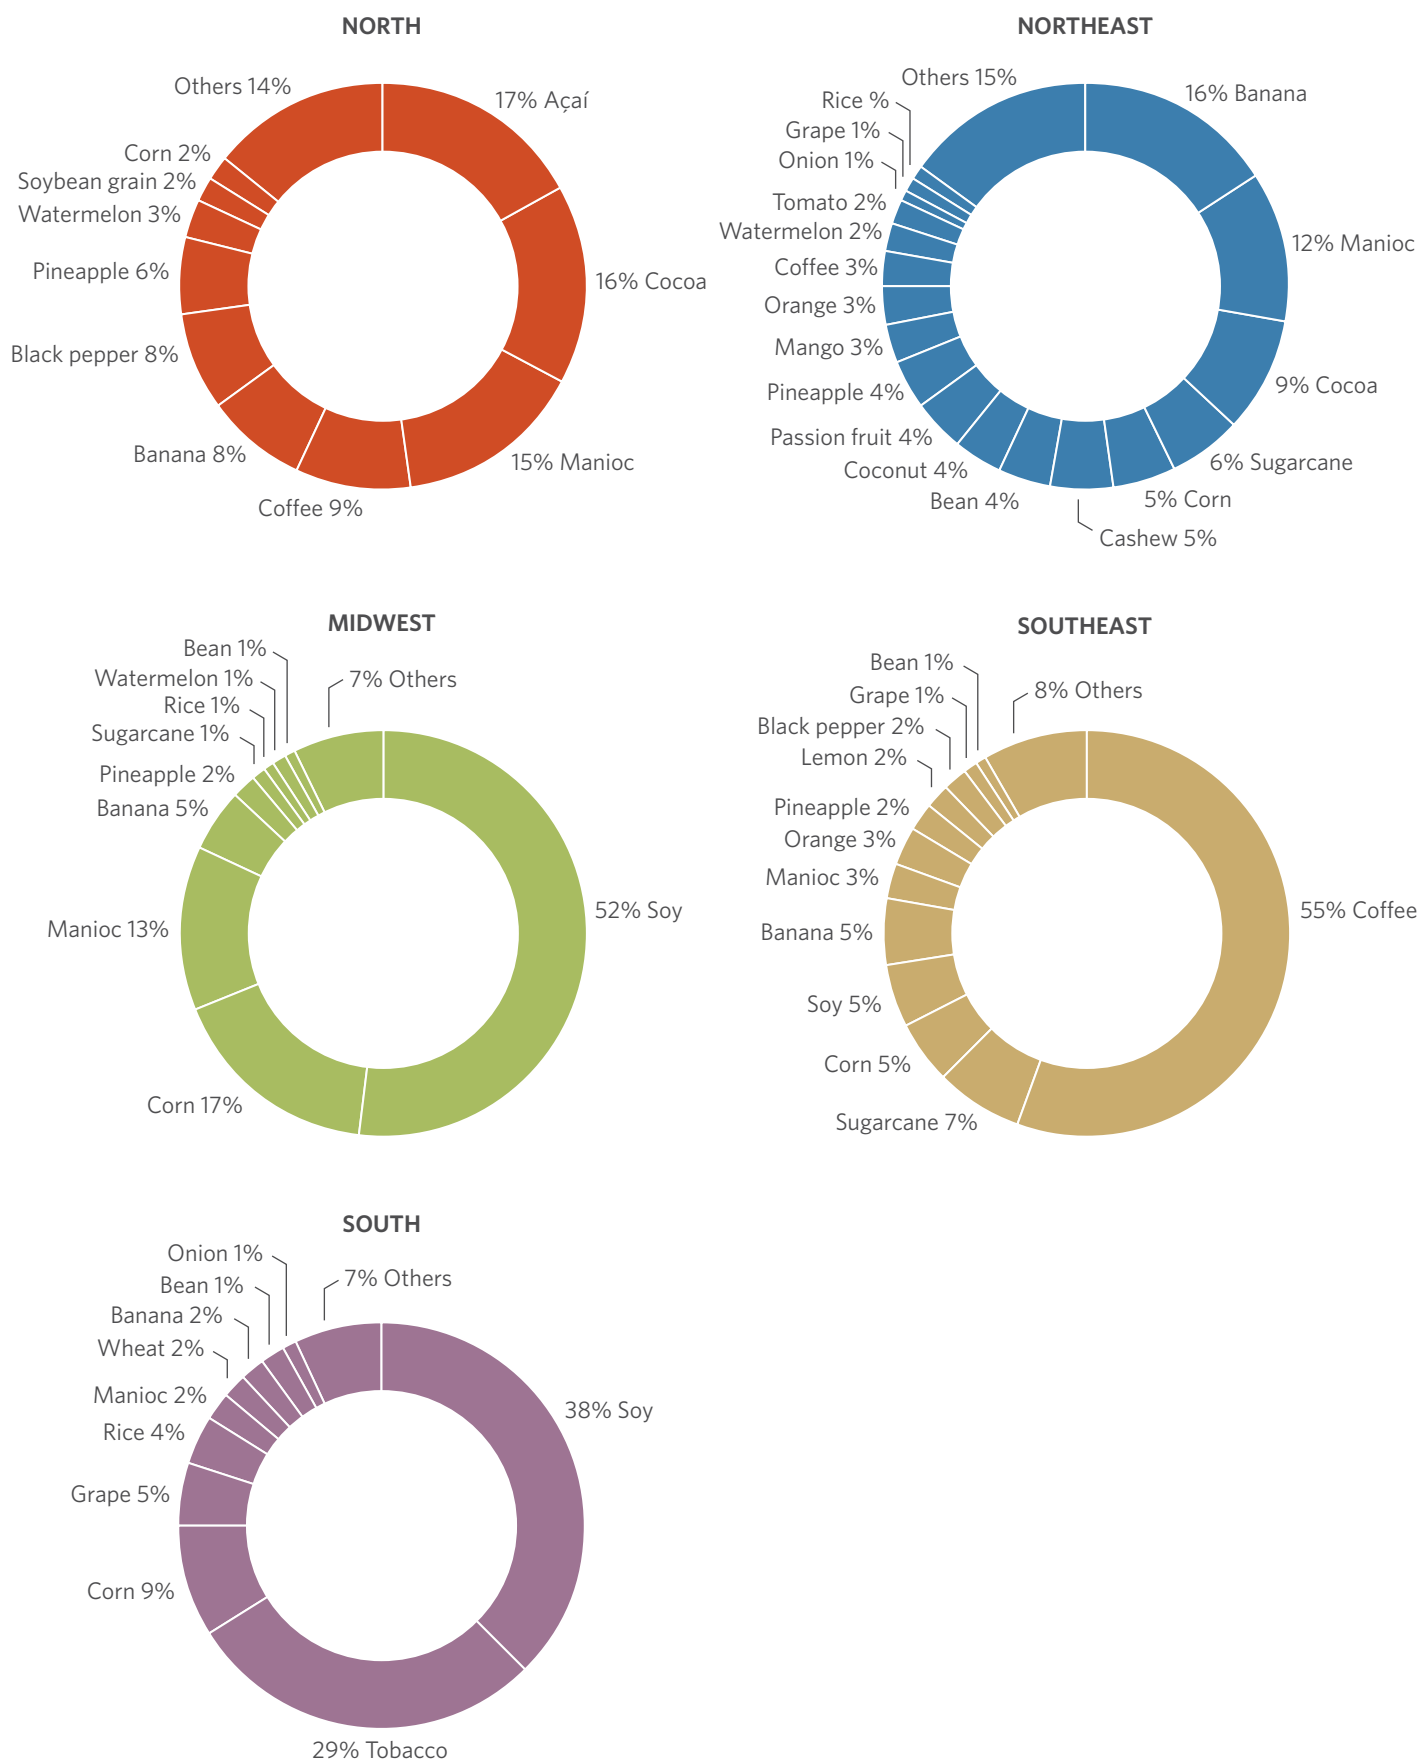 NORTH
Others 14%
17% Açaí
Corn 2%
Soybean grain 2%
Watermelon 3%
Pineapple 6%
16% Cocoa
Black pepper 8%
Banana 8%
15% Manioc
Coffee 9%
NORTHEAST
Others 15%
16% Banana
Rice %
Grape 1%
Onion 1%
Tomato 2%
Watermelon 2%
12% Manioc
Coffee 3%
Orange 3%
Mango 3%
9% Cocoa
Pineapple 4%
Passion fruit 4%
6% Sugarcane
Coconut 4%
Bean 4%
5% Corn
Cashew 5%
MIDWEST
Bean 1%
7% Others
Watermelon 1%
Rice 1%
Sugarcane 1%
Pineapple 2%
Banana 5%
52% Soy
Manioc 13%
Corn 17%
SOUTHEAST
Bean 1%
8% Others
Grape 1%
Black pepper 2%
Lemon 2%
Pineapple 2%
Orange 3%
Manioc 3%
55% Coffee
Banana 5%
Soy 5%
Corn 5%
Sugarcane 7%
SOUTH
Onion 1%
7% Others
Bean 1%
Banana 2%
Wheat 2%
Manioc 2%
38% Soy
Rice 4%
Grape 5%
Corn 9%
29% Tobacco